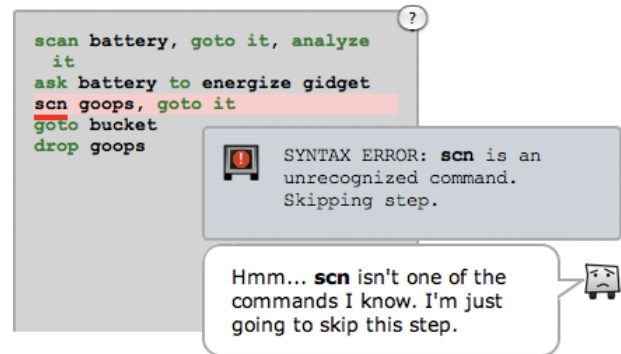 ?
scan battery, goto it, analyze
it
ask battery to energize gidget
scn goops, goto it
goto bucket
drop goops
SYNTAX ERROR: scn is an
unrecognized command.
Skipping step.
Hmm... scn isn't one of the
commands I know. I'm just
going to skip this step.